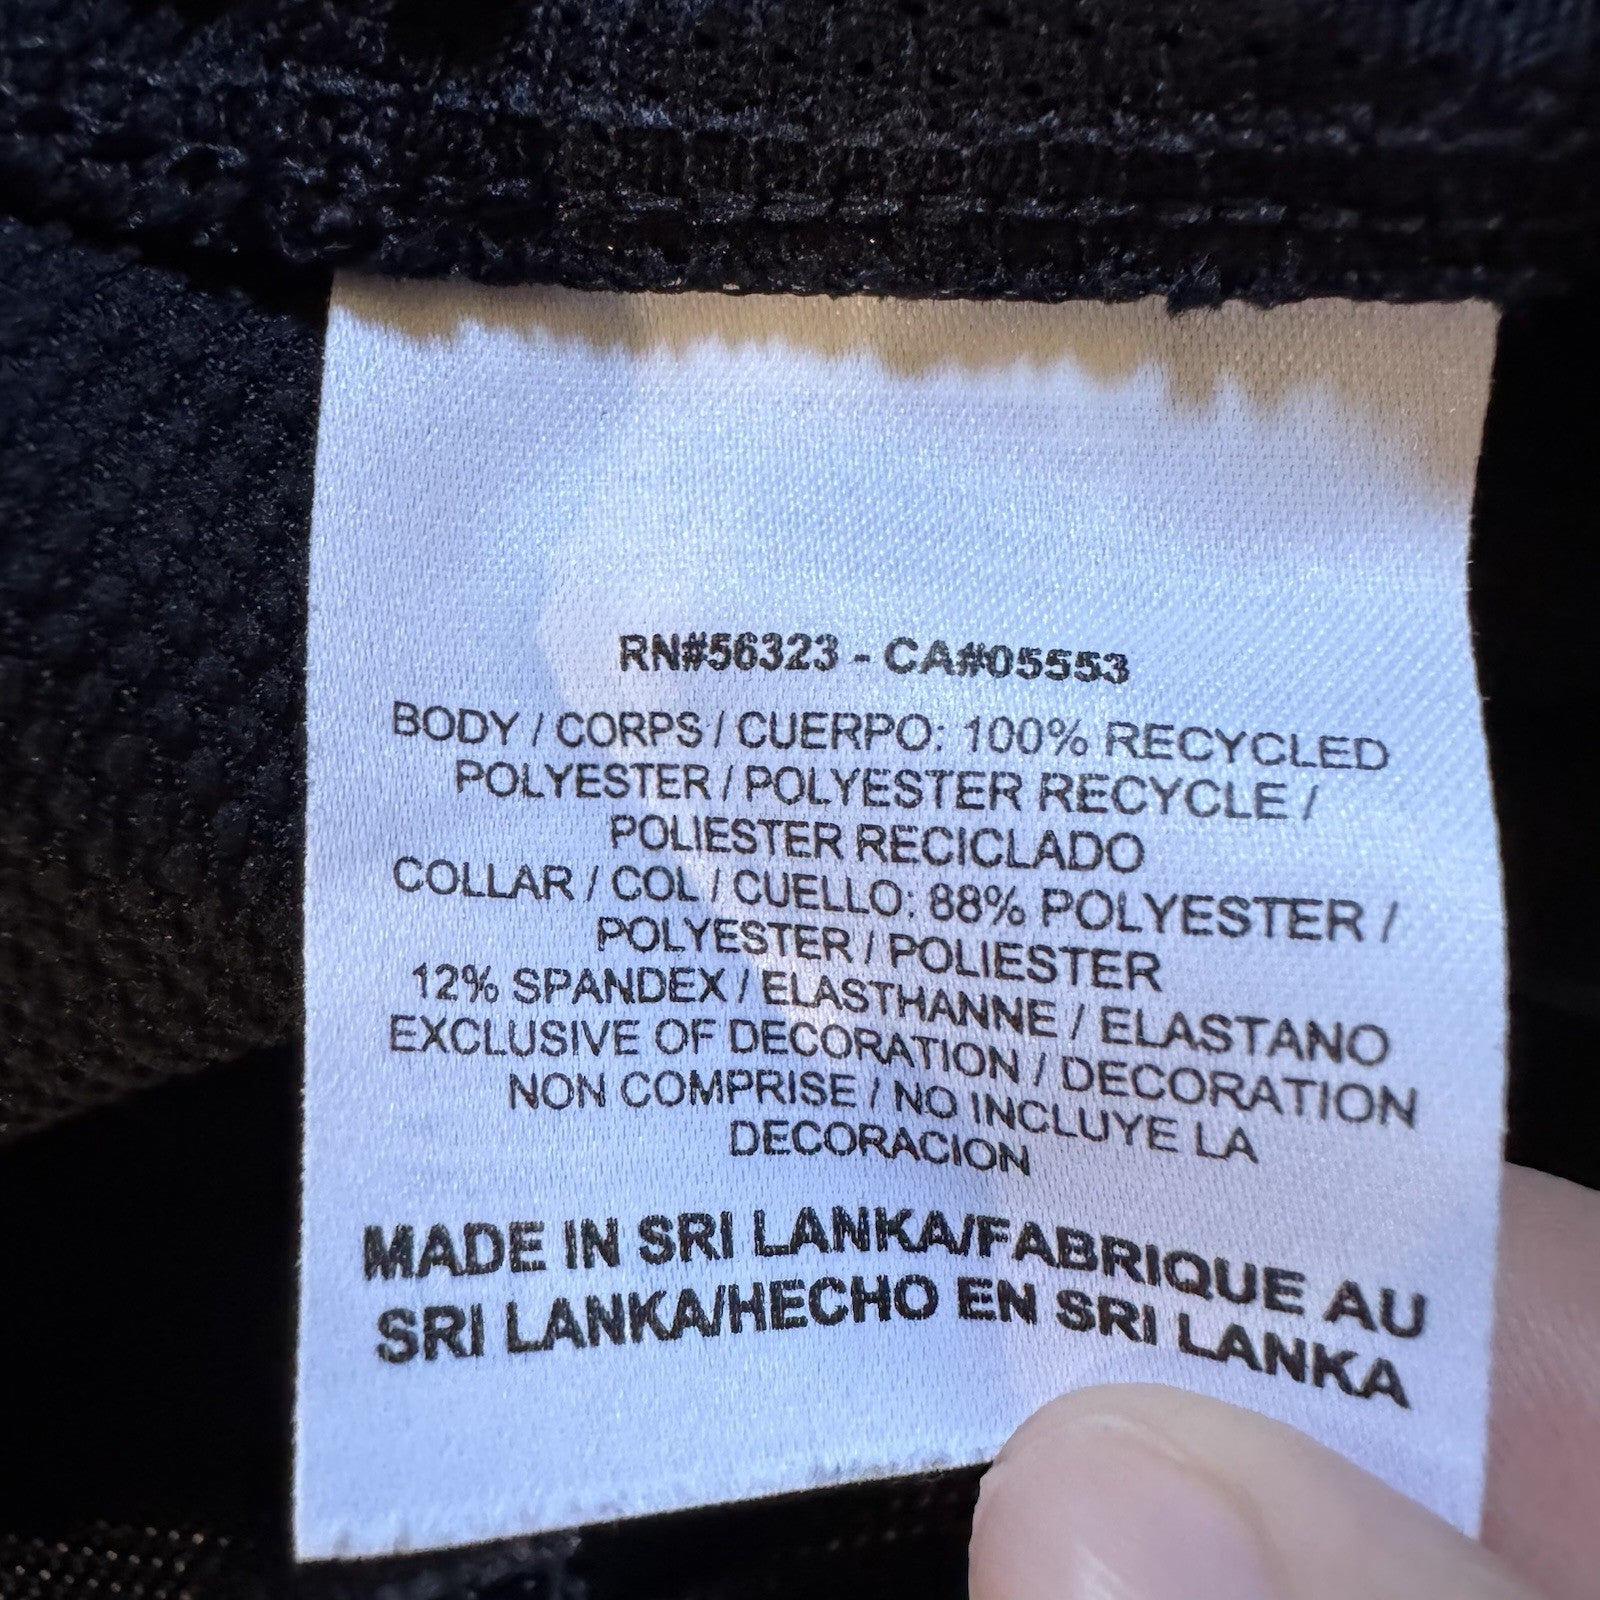 RN#56323 - CA#05553
BODY / CORPS / CUERPO: 100% RECYCLED
POLYESTER / POLYESTER RECYCLE /
POLIESTER RECICLADO
COLLAR / COL / CUELLO: 88% POLYESTER /
POLYESTER / POLIESTER
12% SPANDEX / ELASTHANNE / ELASTANO
EXCLUSIVE OF DECORATION / DECORATION
NON COMPRISE / NO INCLUYE LA
DECORACION
MADE IN SRI LANKA/FABRIQUE AU
SRI LANKA/HECHO EN SRI LANKA